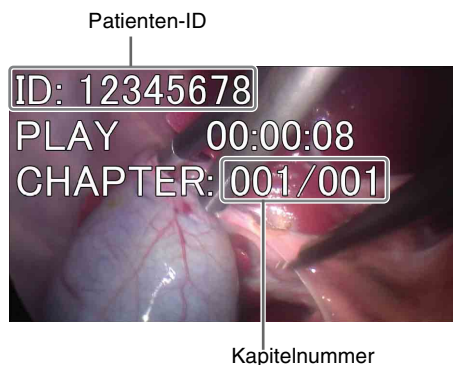 Patienten-ID
ID: 12345678
PLAY 00:00:08
CHAPTER: 001/001
Kapitelnummer